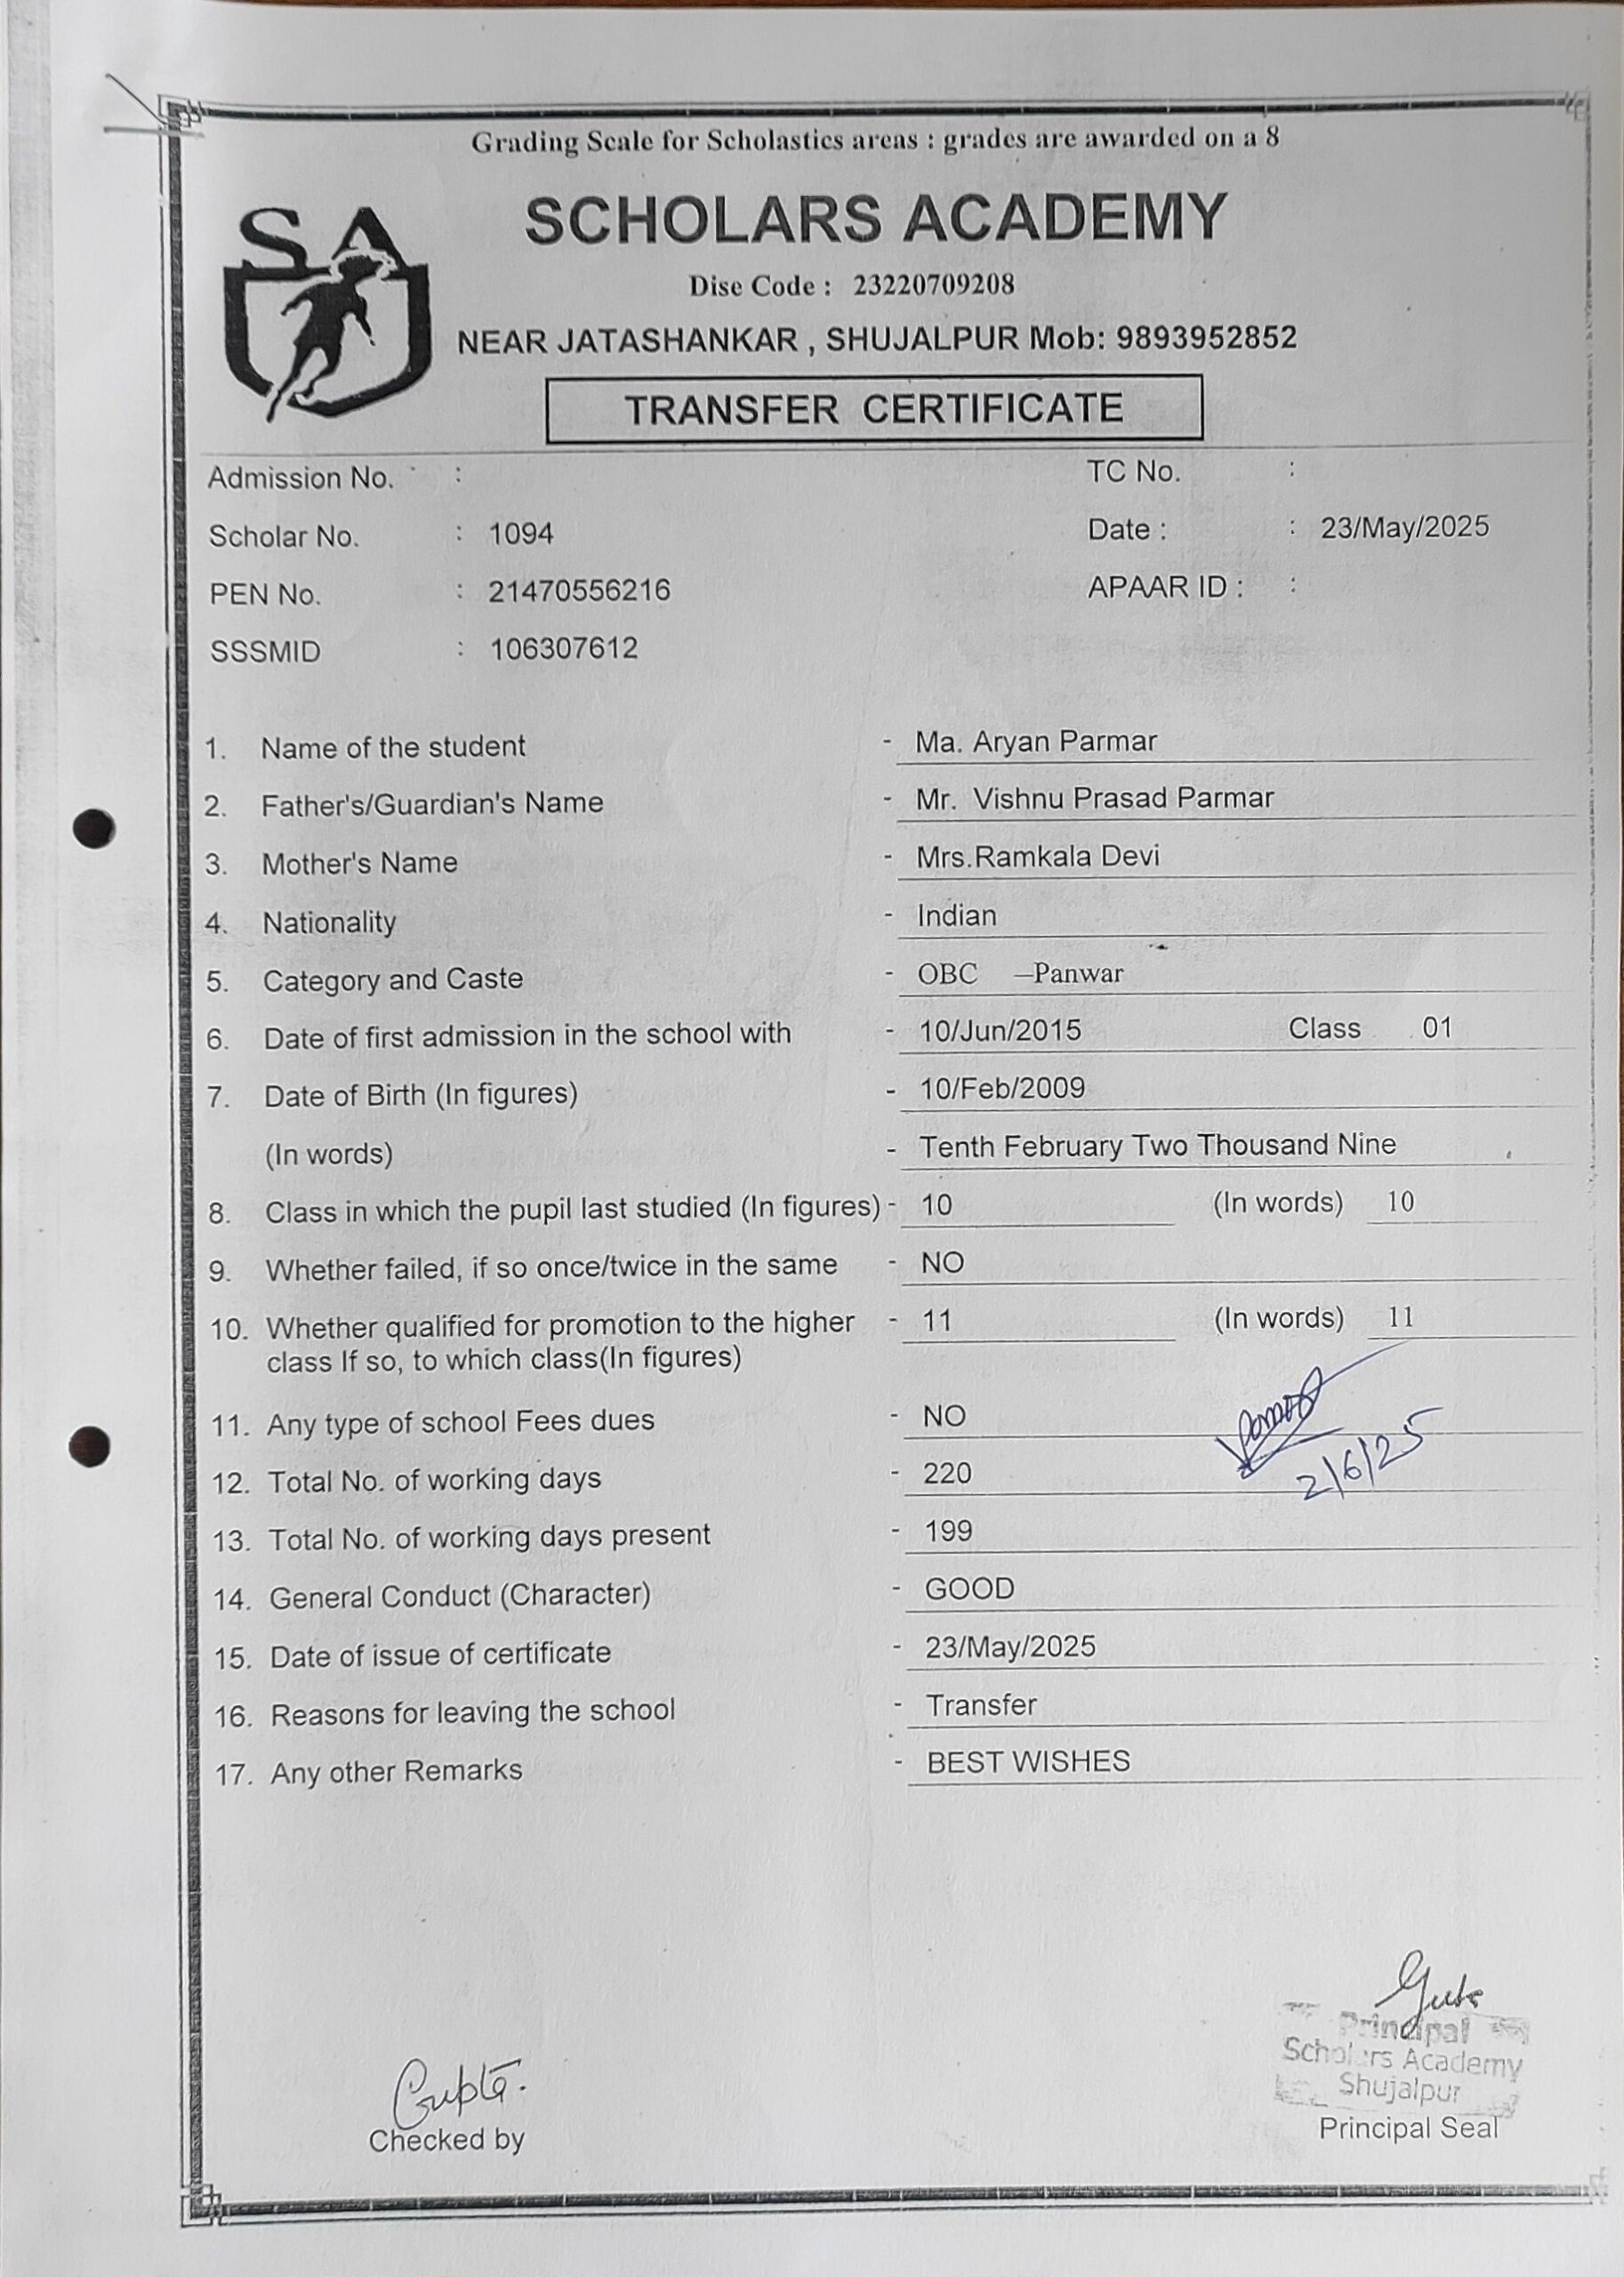 Grading Scale for Scholastics areas : grades are awarded on a 8
SA
SCHOLARS ACADEMY
Dise Code : 23220709208
NEAR JATASHANKAR , SHUJALPUR Mob: 9893952852
TRANSFER CERTIFICATE
Admission No. : TC No. :
Scholar No. : 1094 Date : : 23/May/2025
PEN No. : 21470556216 APAAR ID : :
SSSMID : 106307612
1. Name of the student - Ma. Aryan Parmar
2. Father's/Guardian's Name - Mr. Vishnu Prasad Parmar
3. Mother's Name - Mrs.Ramkala Devi
4. Nationality - Indian
5. Category and Caste - OBC –Panwar
6. Date of first admission in the school with - 10/Jun/2015 Class 01
7. Date of Birth (In figures) - 10/Feb/2009
(In words) - Tenth February Two Thousand Nine
8. Class in which the pupil last studied (In figures) - 10 (In words) 10
9. Whether failed, if so once/twice in the same - NO
10. Whether qualified for promotion to the higher - 11 (In words) 11
class If so, to which class(In figures)
11. Any type of school Fees dues - NO
12. Total No. of working days - 220 2/6/25
13. Total No. of working days present - 199
14. General Conduct (Character) - GOOD
15. Date of issue of certificate - 23/May/2025
16. Reasons for leaving the school - Transfer
17. Any other Remarks - BEST WISHES
Principal
Scholars Academy
Shujalpur
Gupta.
Checked by Principal Seal